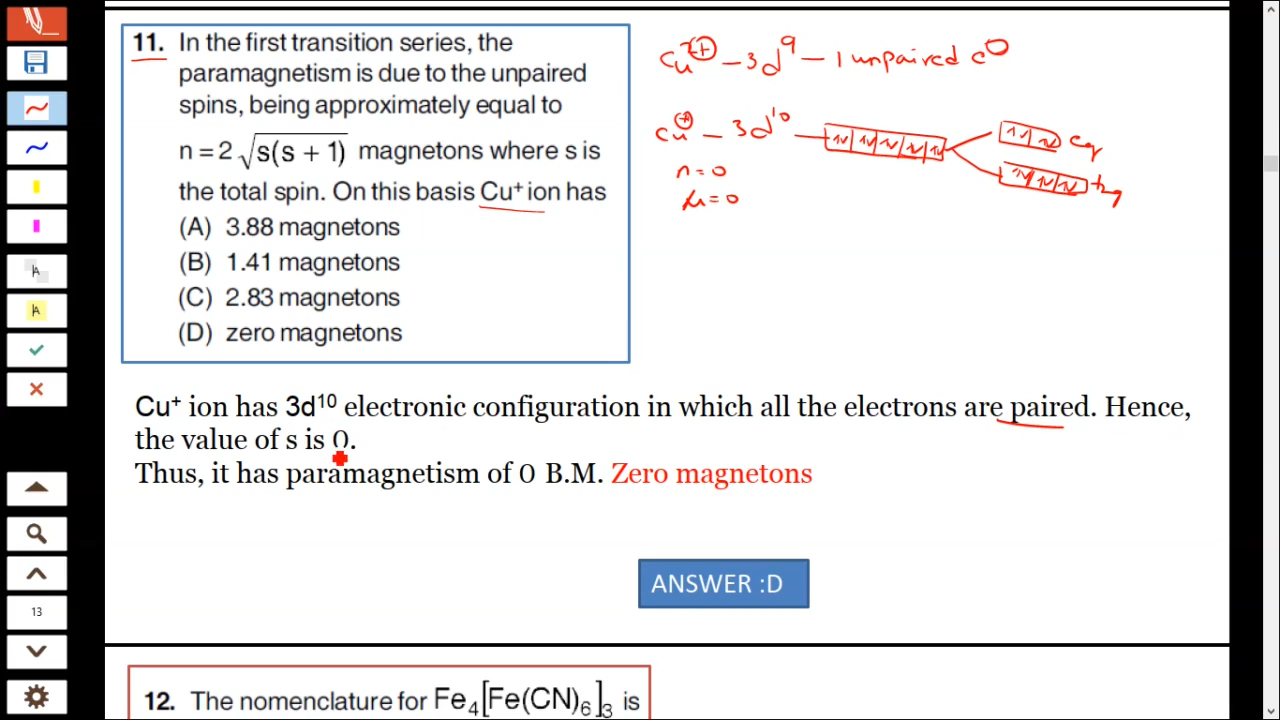 11. In the first transition series, the
paramagnetism is due to the unpaired
spins, being approximately equal to
n = 2 √s(s + 1) magnetons where s is
the total spin. On this basis Cu⁺ ion has
(A) 3.88 magnetons
(B) 1.41 magnetons
(C) 2.83 magnetons
(D) zero magnetons
Cu²⁺ – 3d⁹ – 1 unpaired e⊖
Cu⁺ – 3d¹⁰ –
eg
n = 0
t₂g
μ = 0
Cu⁺ ion has 3d¹⁰ electronic configuration in which all the electrons are paired. Hence,
the value of s is 0.
Thus, it has paramagnetism of 0 B.M. Zero magnetons
ANSWER :D
12. The nomenclature for Fe₄[Fe(CN)₆]₃ is
A
A
13